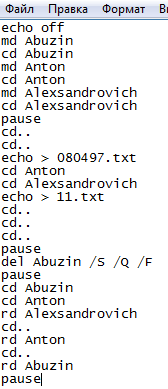 Файл Правка Формат В
echo off
md Abuzin
cd Abuzin
md Anton
cd Anton
md Alexsandrovich
cd Alexsandrovich
pause
cd..
cd..
echo > 080497.txt
cd Anton
cd Alexsandrovich
echo > 11.txt
cd..
cd..
cd..
pause
del Abuzin /S /Q /F
pause
cd Abuzin
cd Anton
rd Alexsandrovich
cd..
rd Anton
cd..
rd Abuzin
pause